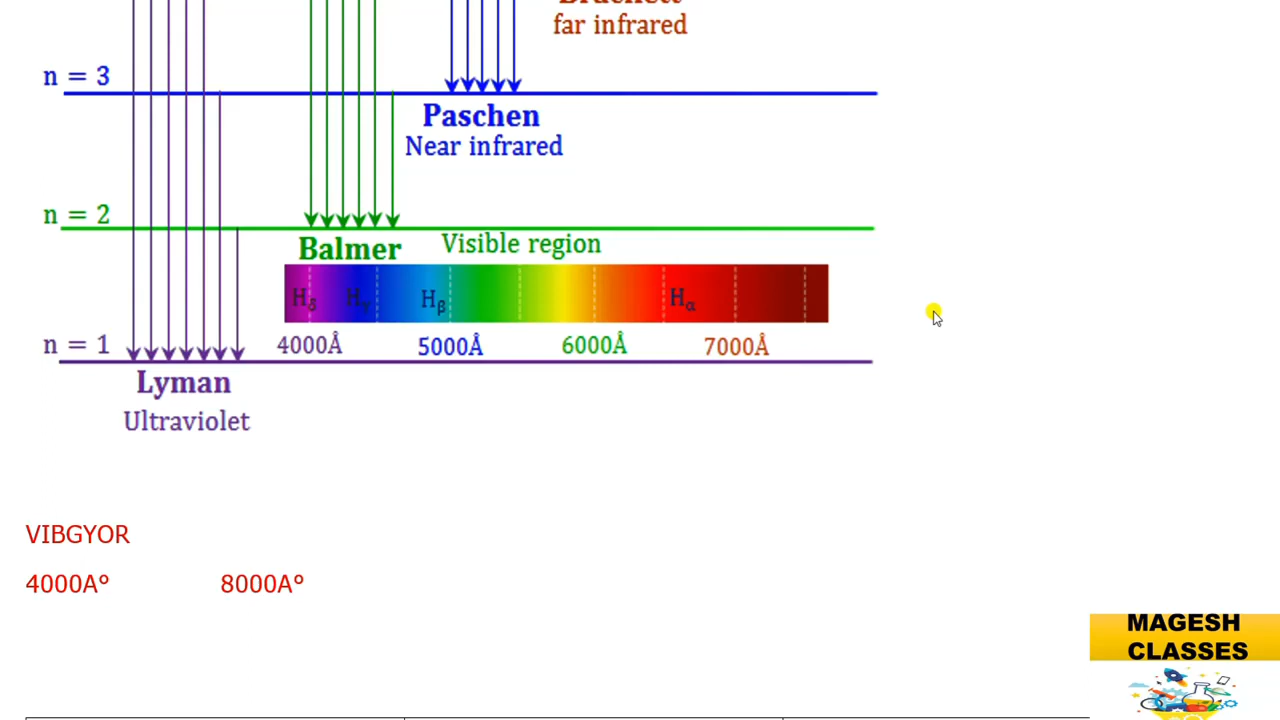 Brackett
far infrared
n = 3
Paschen
Near infrared
n = 2
Balmer Visible region
Hδ Hγ Hβ Hα
n = 1 4000Å 5000Å 6000Å 7000Å
Lyman
Ultraviolet
VIBGYOR
4000A° 8000A°
MAGESH
CLASSES